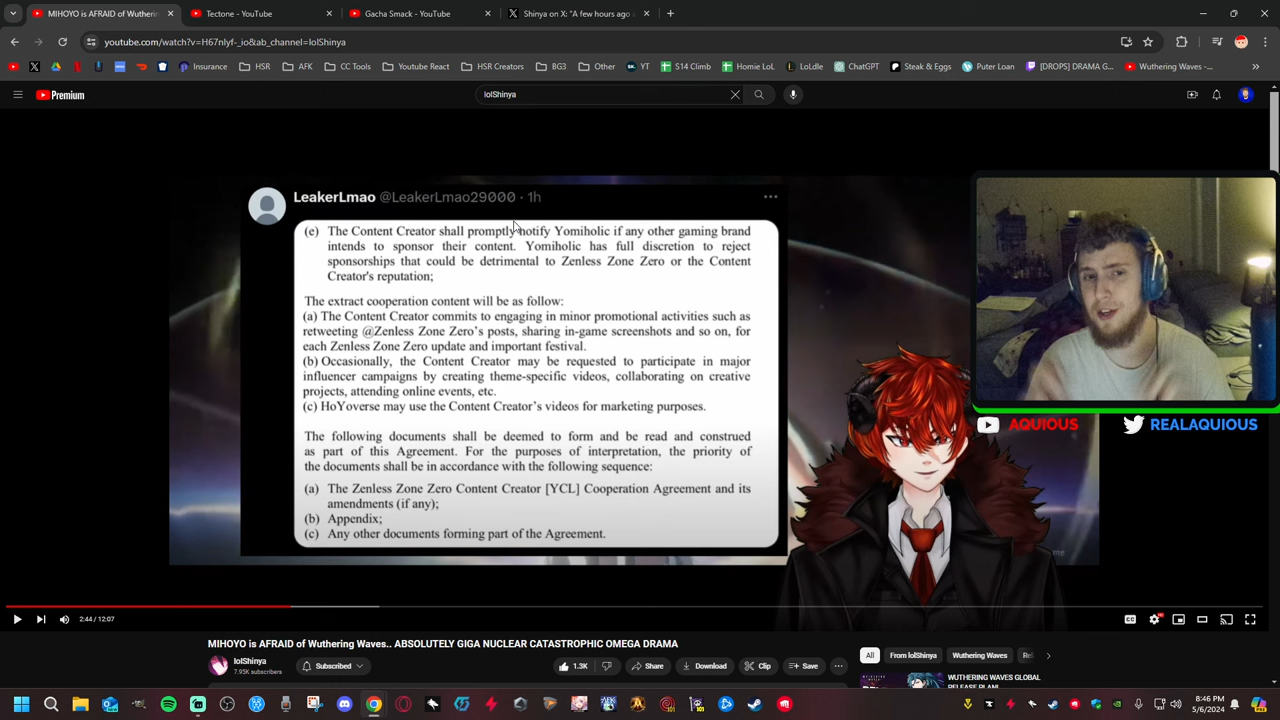 MIHOYO is AFRAID of Wutherin
Tectone - YouTube
Gacha Smack - YouTube
Shinya on X: "A few hours ago
youtube.com/watch?v=H67nlyf-_io&ab_channel=lolShinya
Insurance
HSR
AFK
CC Tools
Youtube React
HSR Creators
BG3
Other
YT
S14 Climb
Homie LoL
LoLdle
ChatGPT
Steak & Eggs
Puter Loan
[DROPS] DRAMA G...
Wuthering Waves -...
Premium
lolShinya
LeakerLmao @LeakerLmao29000 · 1h
(e) The Content Creator shall promptly notify Yomiholic if any other gaming brand
intends to sponsor their content. Yomiholic has full discretion to reject
sponsorships that could be detrimental to Zenless Zone Zero or the Content
Creator's reputation;
The extract cooperation content will be as follow:
(a) The Content Creator commits to engaging in minor promotional activities such as
retweeting @Zenless Zone Zero's posts, sharing in-game screenshots and so on, for
each Zenless Zone Zero update and important festival.
(b) Occasionally, the Content Creator may be requested to participate in major
influencer campaigns by creating theme-specific videos, collaborating on creative
projects, attending online events, etc.
(c) HoYoverse may use the Content Creator's videos for marketing purposes.
The following documents shall be deemed to form and be read and construed
as part of this Agreement. For the purposes of interpretation, the priority of
the documents shall be in accordance with the following sequence:
(a) The Zenless Zone Zero Content Creator [YCL] Cooperation Agreement and its
amendments (if any);
(b) Appendix;
(c) Any other documents forming part of the Agreement.
AQUIOUS
REALAQUIOUS
2:44 / 12:07
MIHOYO is AFRAID of Wuthering Waves.. ABSOLUTELY GIGA NUCLEAR CATASTROPHIC OMEGA DRAMA
lolShinya
7.95K subscribers
Subscribed
1.3K
Share
Download
Clip
Save
All
From lolShinya
Wuthering Waves
WUTHERING WAVES GLOBAL
RELEASE PLAN!
8:46 PM
5/6/2024